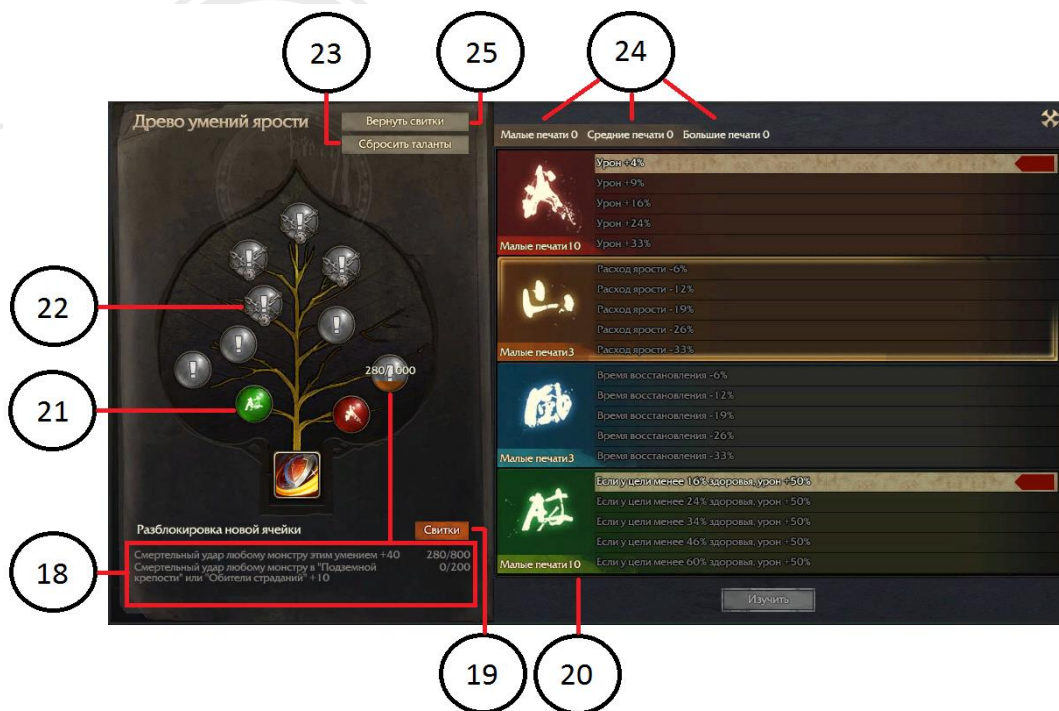 23
25
24
Древо умений ярости
Вернуть свитки
Сбросить таланты
Малые печати 0 Средние печати 0 Большие печати 0
Урон +4%
Урон +9%
Урон +16%
Урон +24%
Урон +33%
Малые печати 10
22
Расход ярости -6%
Расход ярости -12%
Расход ярости -19%
Расход ярости -26%
Расход ярости -33%
Малые печати 3
280/1000
21
Время восстановления -6%
Время восстановления -12%
Время восстановления -19%
Время восстановления -26%
Время восстановления -33%
Малые печати 3
Если у цели менее 16% здоровья, урон +50%
Если у цели менее 24% здоровья, урон +50%
Если у цели менее 34% здоровья, урон +50%
Если у цели менее 46% здоровья, урон +50%
Если у цели менее 60% здоровья, урон +50%
Малые печати 10
Разблокировка новой ячейки
Свитки
18
Смертельный удар любому монстру этим умением +40 280/800
Смертельный удар любому монстру в "Подземной 0/200
крепости" или "Обители страданий" +10
Изучить
19
20